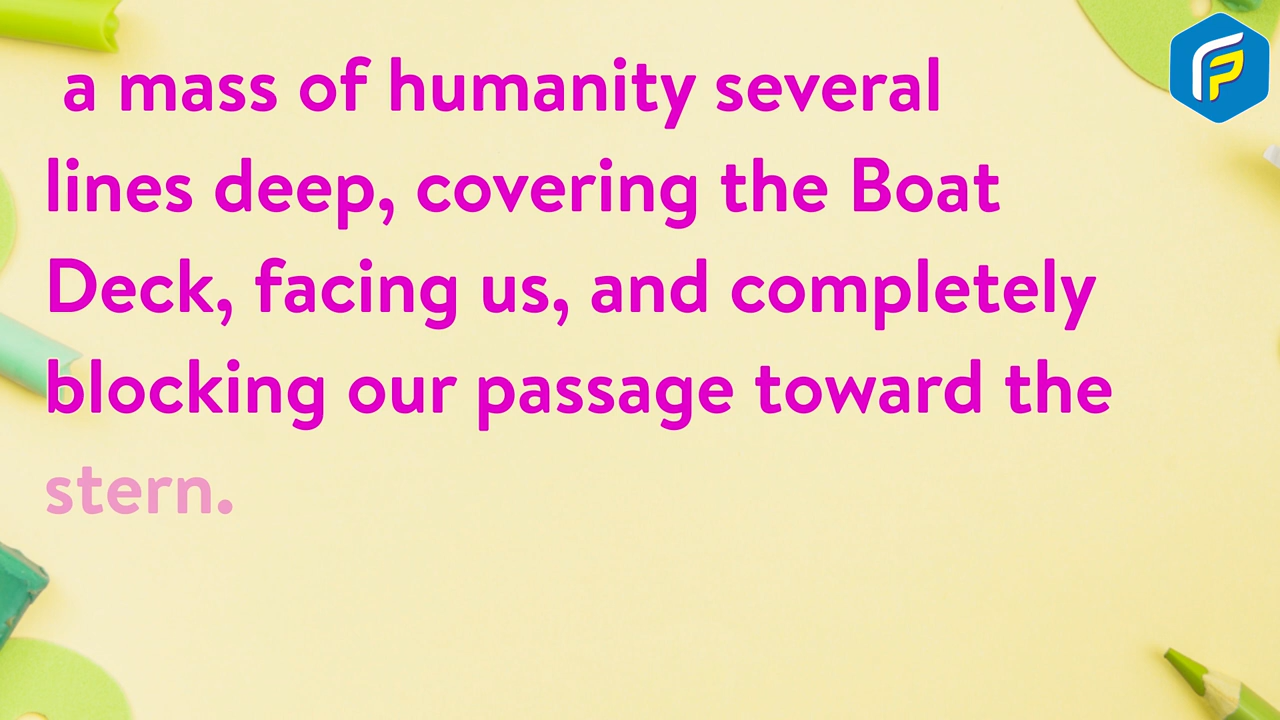 a mass of humanity several
lines deep, covering the Boat
Deck, facing us, and completely
blocking our passage toward the
stern.